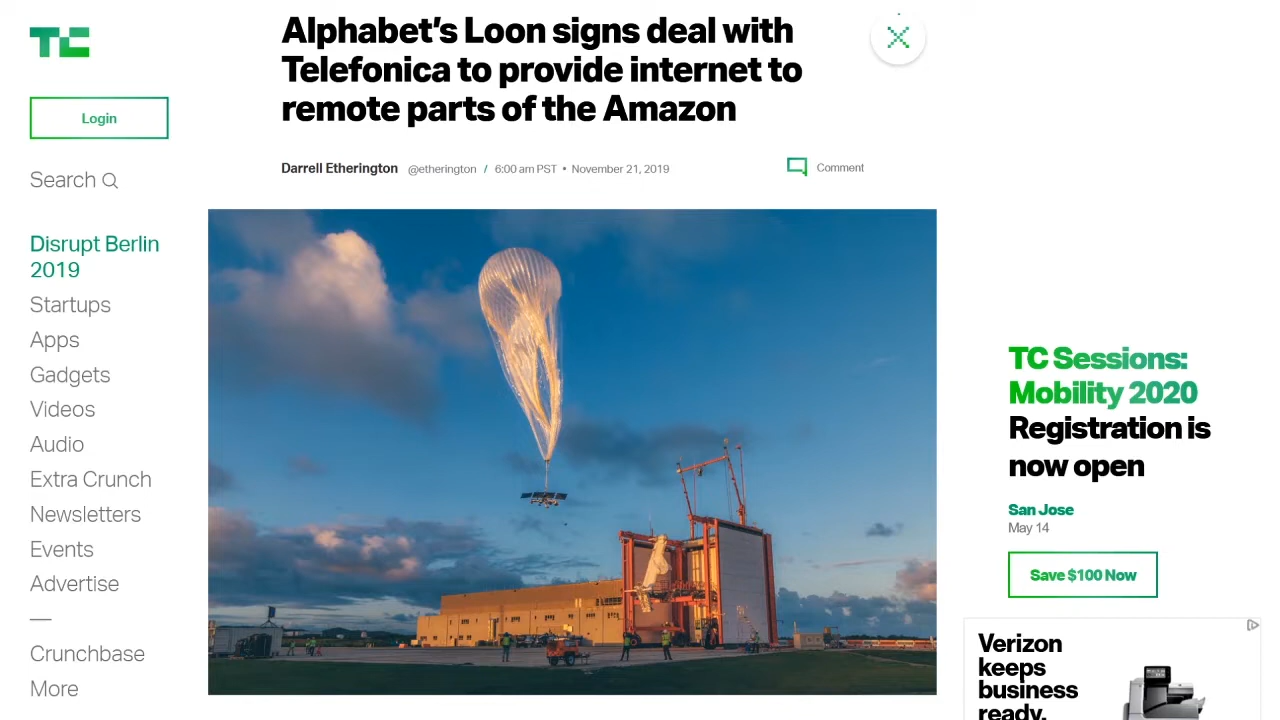 TC
Login
Search
Disrupt Berlin
2019
Startups
Apps
Gadgets
Videos
Audio
Extra Crunch
Newsletters
Events
Advertise
—
Crunchbase
More
Alphabet’s Loon signs deal with
Telefonica to provide internet to
remote parts of the Amazon
Darrell Etherington @etherington / 6:00 am PST • November 21, 2019
Comment
TC Sessions:
Mobility 2020
Registration is
now open
San Jose
May 14
Save $100 Now
Verizon
keeps
business
ready.